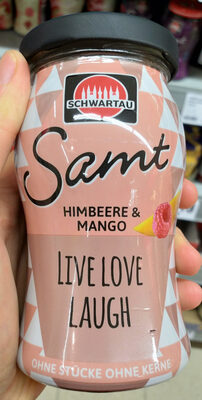 SCHWARTAU
Samt
HIMBEERE &
MANGO
LIVE LOVE
LAUGH
OHNE STÜCKE OHNE KERNE